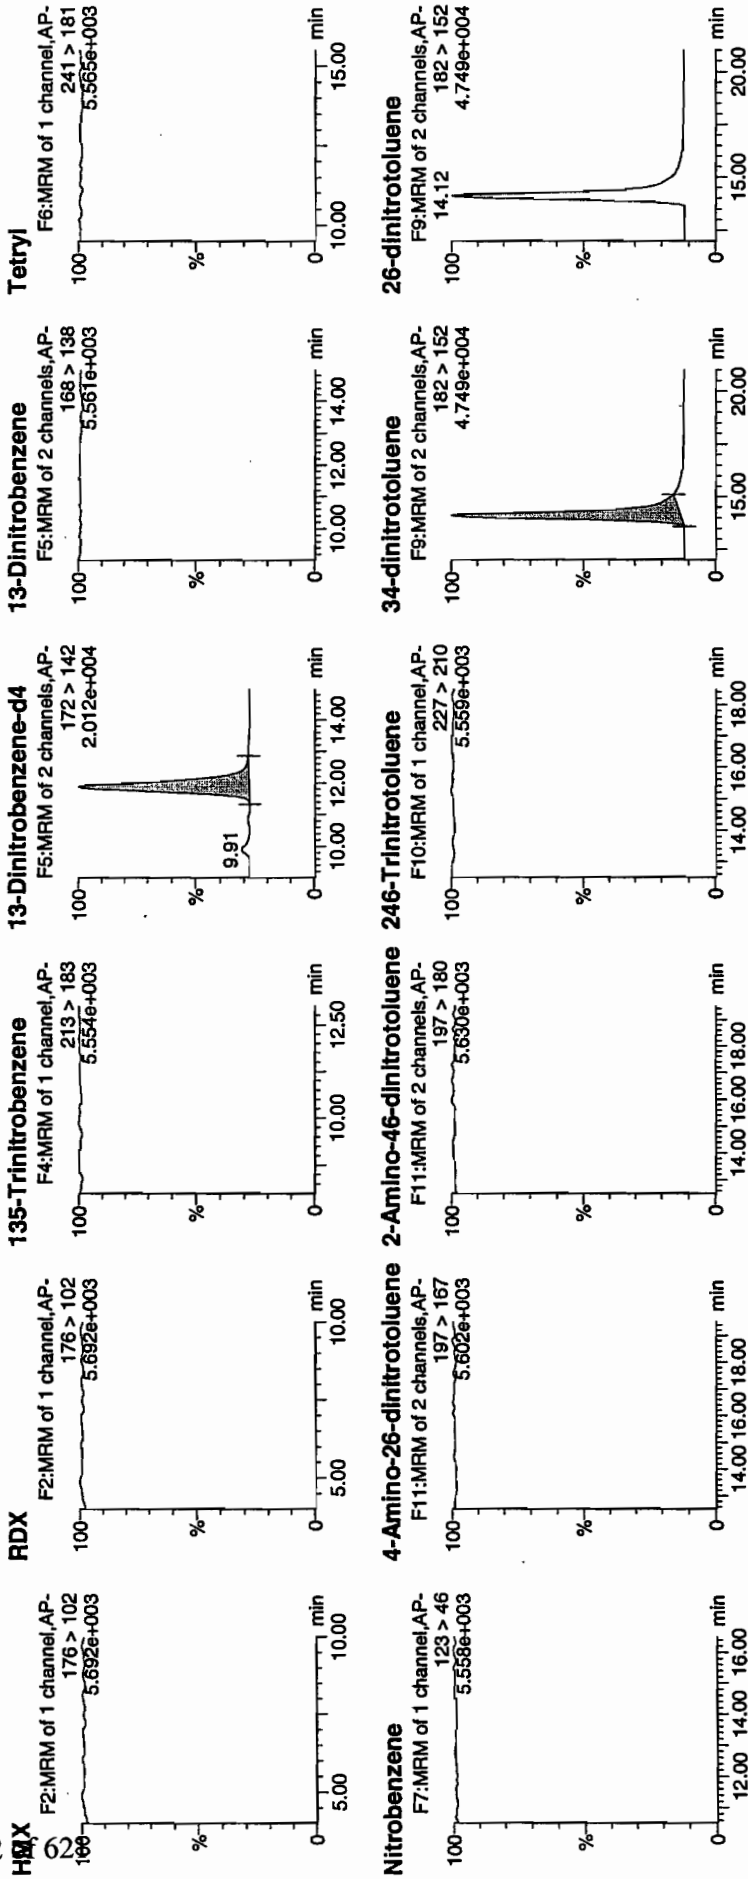 HMX
F2:MRM of 1 channel,AP-
176 > 102
5.692e+003
100
%
0
5.00
10.00
min
RDX
F2:MRM of 1 channel,AP-
176 > 102
5.692e+003
100
%
0
5.00
10.00
min
135-Trinitrobenzene
F4:MRM of 1 channel,AP-
213 > 183
5.554e+003
100
%
0
10.00
12.50
min
13-Dinitrobenzene-d4
F5:MRM of 2 channels,AP-
172 > 142
2.012e+004
100
9.91
%
0
10.00
12.00
14.00
min
13-Dinitrobenzene
F5:MRM of 2 channels,AP-
168 > 138
5.561e+003
100
%
0
10.00
12.00
14.00
min
Tetryl
F6:MRM of 1 channel,AP-
241 > 181
5.565e+003
100
%
0
10.00
15.00
min
Nitrobenzene
F7:MRM of 1 channel,AP-
123 > 46
5.558e+003
100
%
0
12.00
14.00
16.00
min
4-Amino-26-dinitrotoluene
F11:MRM of 2 channels,AP-
197 > 167
5.602e+003
100
%
0
14.00
16.00
18.00
min
2-Amino-46-dinitrotoluene
F11:MRM of 2 channels,AP-
197 > 180
5.630e+003
100
%
0
14.00
16.00
18.00
min
246-Trinitrotoluene
F10:MRM of 1 channel,AP-
227 > 210
5.559e+003
100
%
0
14.00
16.00
18.00
min
34-dinitrotoluene
F9:MRM of 2 channels,AP-
182 > 152
4.749e+004
100
%
0
15.00
20.00
min
26-dinitrotoluene
F9:MRM of 2 channels,AP-
182 > 152
14.12
4.749e+004
100
%
0
15.00
20.00
min